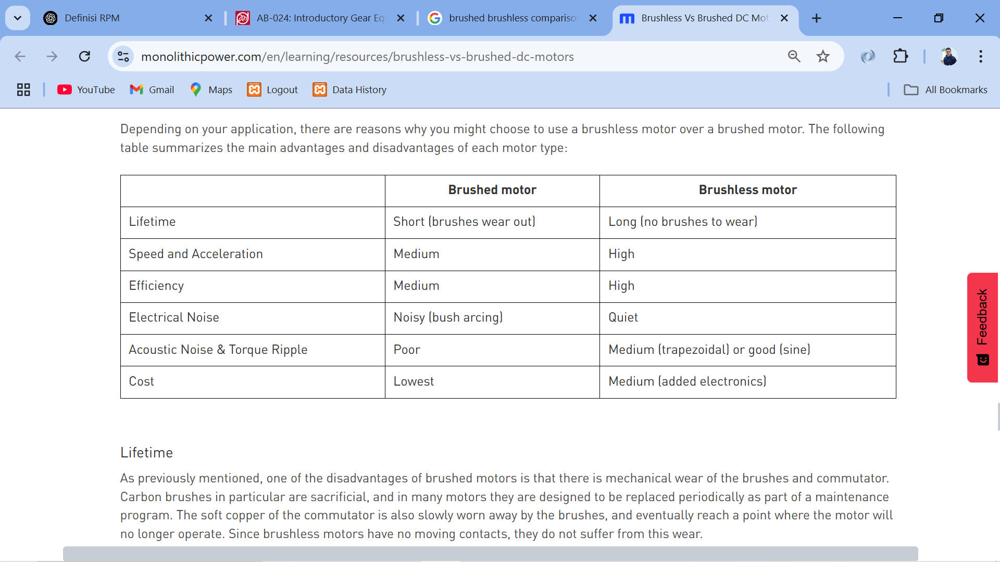 Definisi RPM
AB-024: Introductory Gear Eq
brushed brushless compariso
Brushless Vs Brushed DC Mot
monolithicpower.com/en/learning/resources/brushless-vs-brushed-dc-motors
YouTube
Gmail
Maps
Logout
Data History
All Bookmarks
Depending on your application, there are reasons why you might choose to use a brushless motor over a brushed motor. The following
table summarizes the main advantages and disadvantages of each motor type:
Brushed motor
Brushless motor
Lifetime
Short (brushes wear out)
Long (no brushes to wear)
Speed and Acceleration
Medium
High
Efficiency
Medium
High
Electrical Noise
Noisy (bush arcing)
Quiet
Acoustic Noise & Torque Ripple
Poor
Medium (trapezoidal) or good (sine)
Cost
Lowest
Medium (added electronics)
Feedback
Lifetime
As previously mentioned, one of the disadvantages of brushed motors is that there is mechanical wear of the brushes and commutator.
Carbon brushes in particular are sacrificial, and in many motors they are designed to be replaced periodically as part of a maintenance
program. The soft copper of the commutator is also slowly worn away by the brushes, and eventually reach a point where the motor will
no longer operate. Since brushless motors have no moving contacts, they do not suffer from this wear.